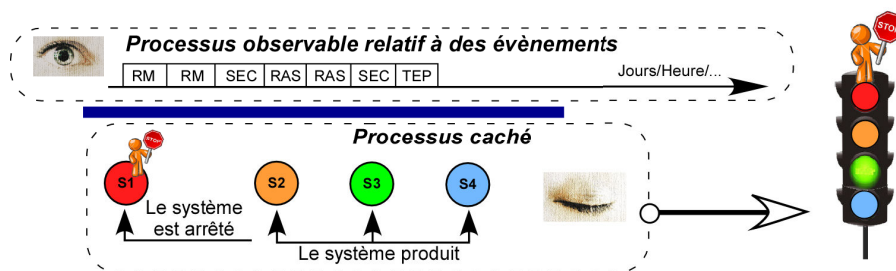 Processus observable relatif à des évènements
RM RM SEC RAS RAS SEC TEP
Jours/Heure/...
Processus caché
STOP
S1 S2 S3 S4
Le système
est arrêté
Le système produit
STOP